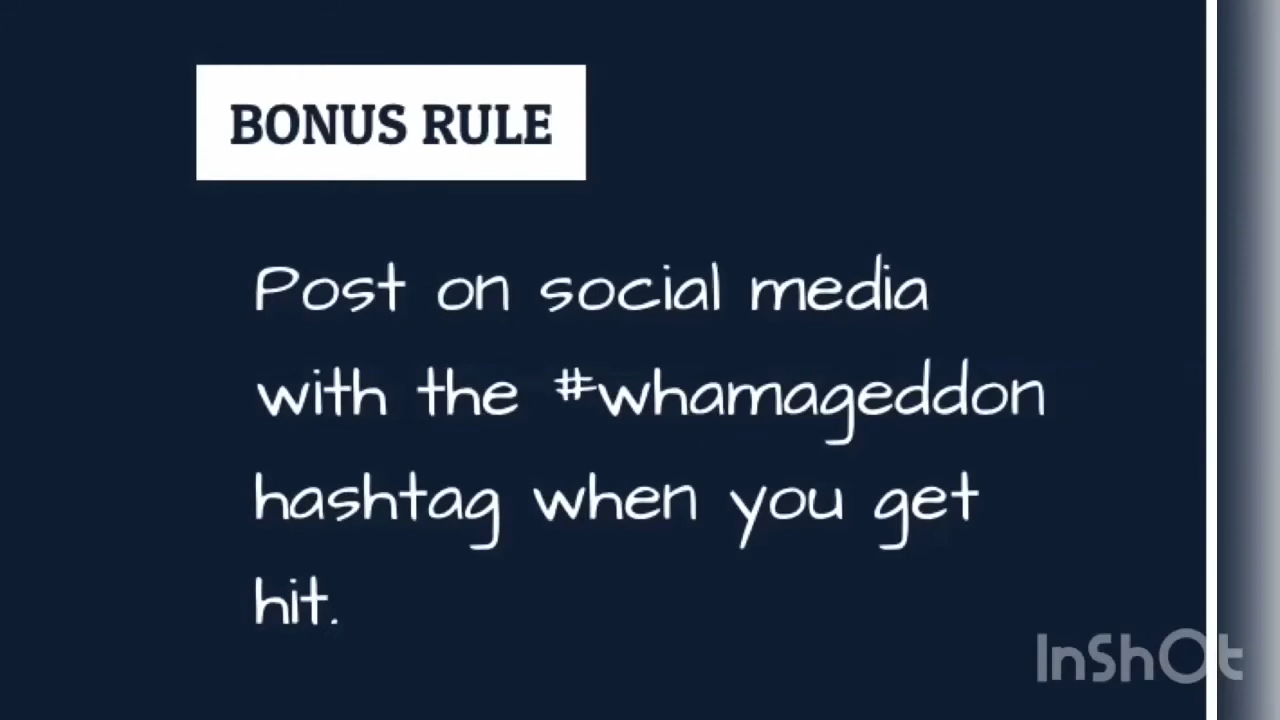 BONUS RULE
Post on social media
with the #whamageddon
hashtag when you get
hit.
InShOt